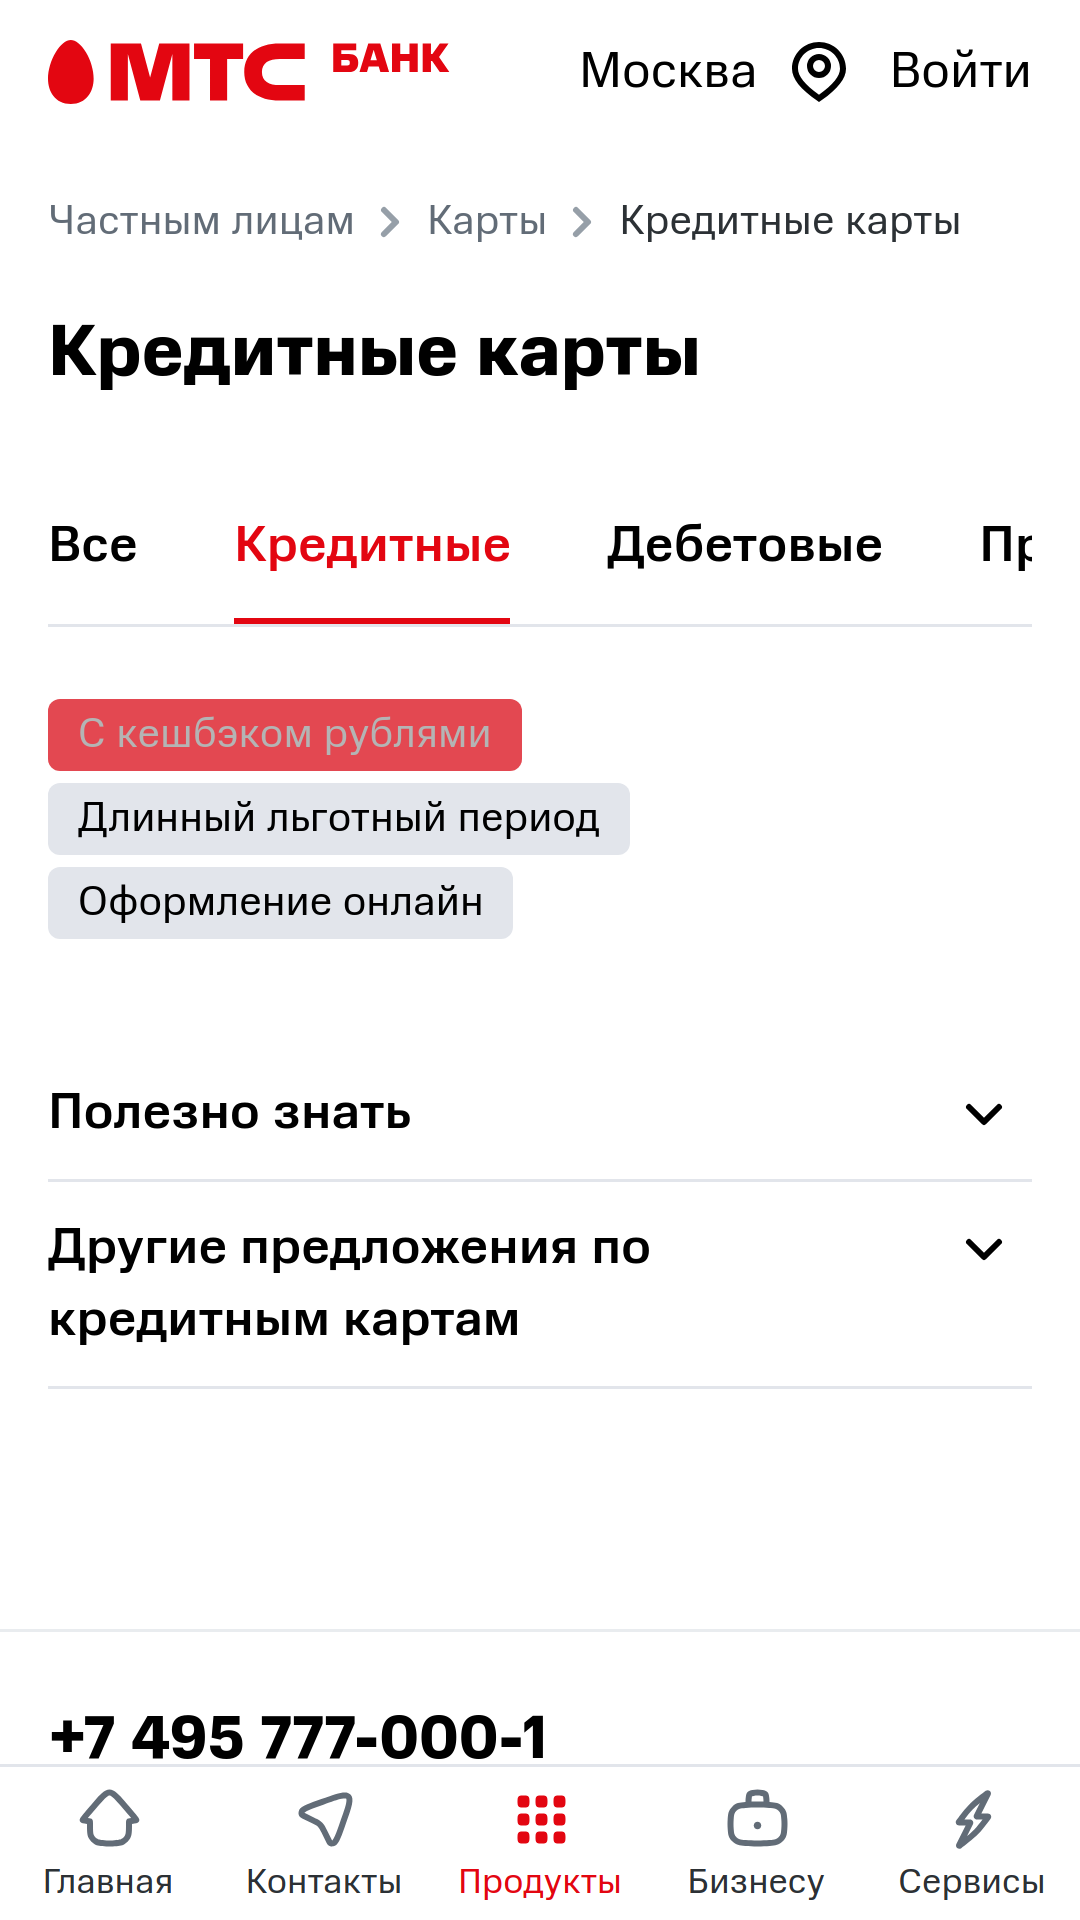 МТС БАНК
Москва
Войти
Частным лицам
Карты
Кредитные карты
Кредитные карты
Все
Кредитные
Дебетовые
Пр
С кешбэком рублями
Длинный льготный период
Оформление онлайн
Полезно знать
Другие предложения по
кредитным картам
+7 495 777-000-1
Главная
Контакты
Продукты
Бизнесу
Сервисы